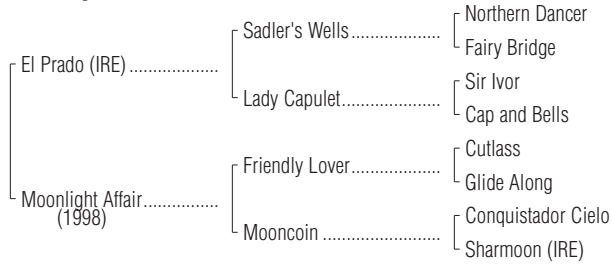 Northern Dancer
Sadler's Wells....................
Fairy Bridge
El Prado (IRE) ...................
Sir Ivor
Lady Capulet......................
Cap and Bells
Cutlass
Friendly Lover....................
Glide Along
Moonlight Affair................
(1998)
Conquistador Cielo
Mooncoin .........................
Sharmoon (IRE)